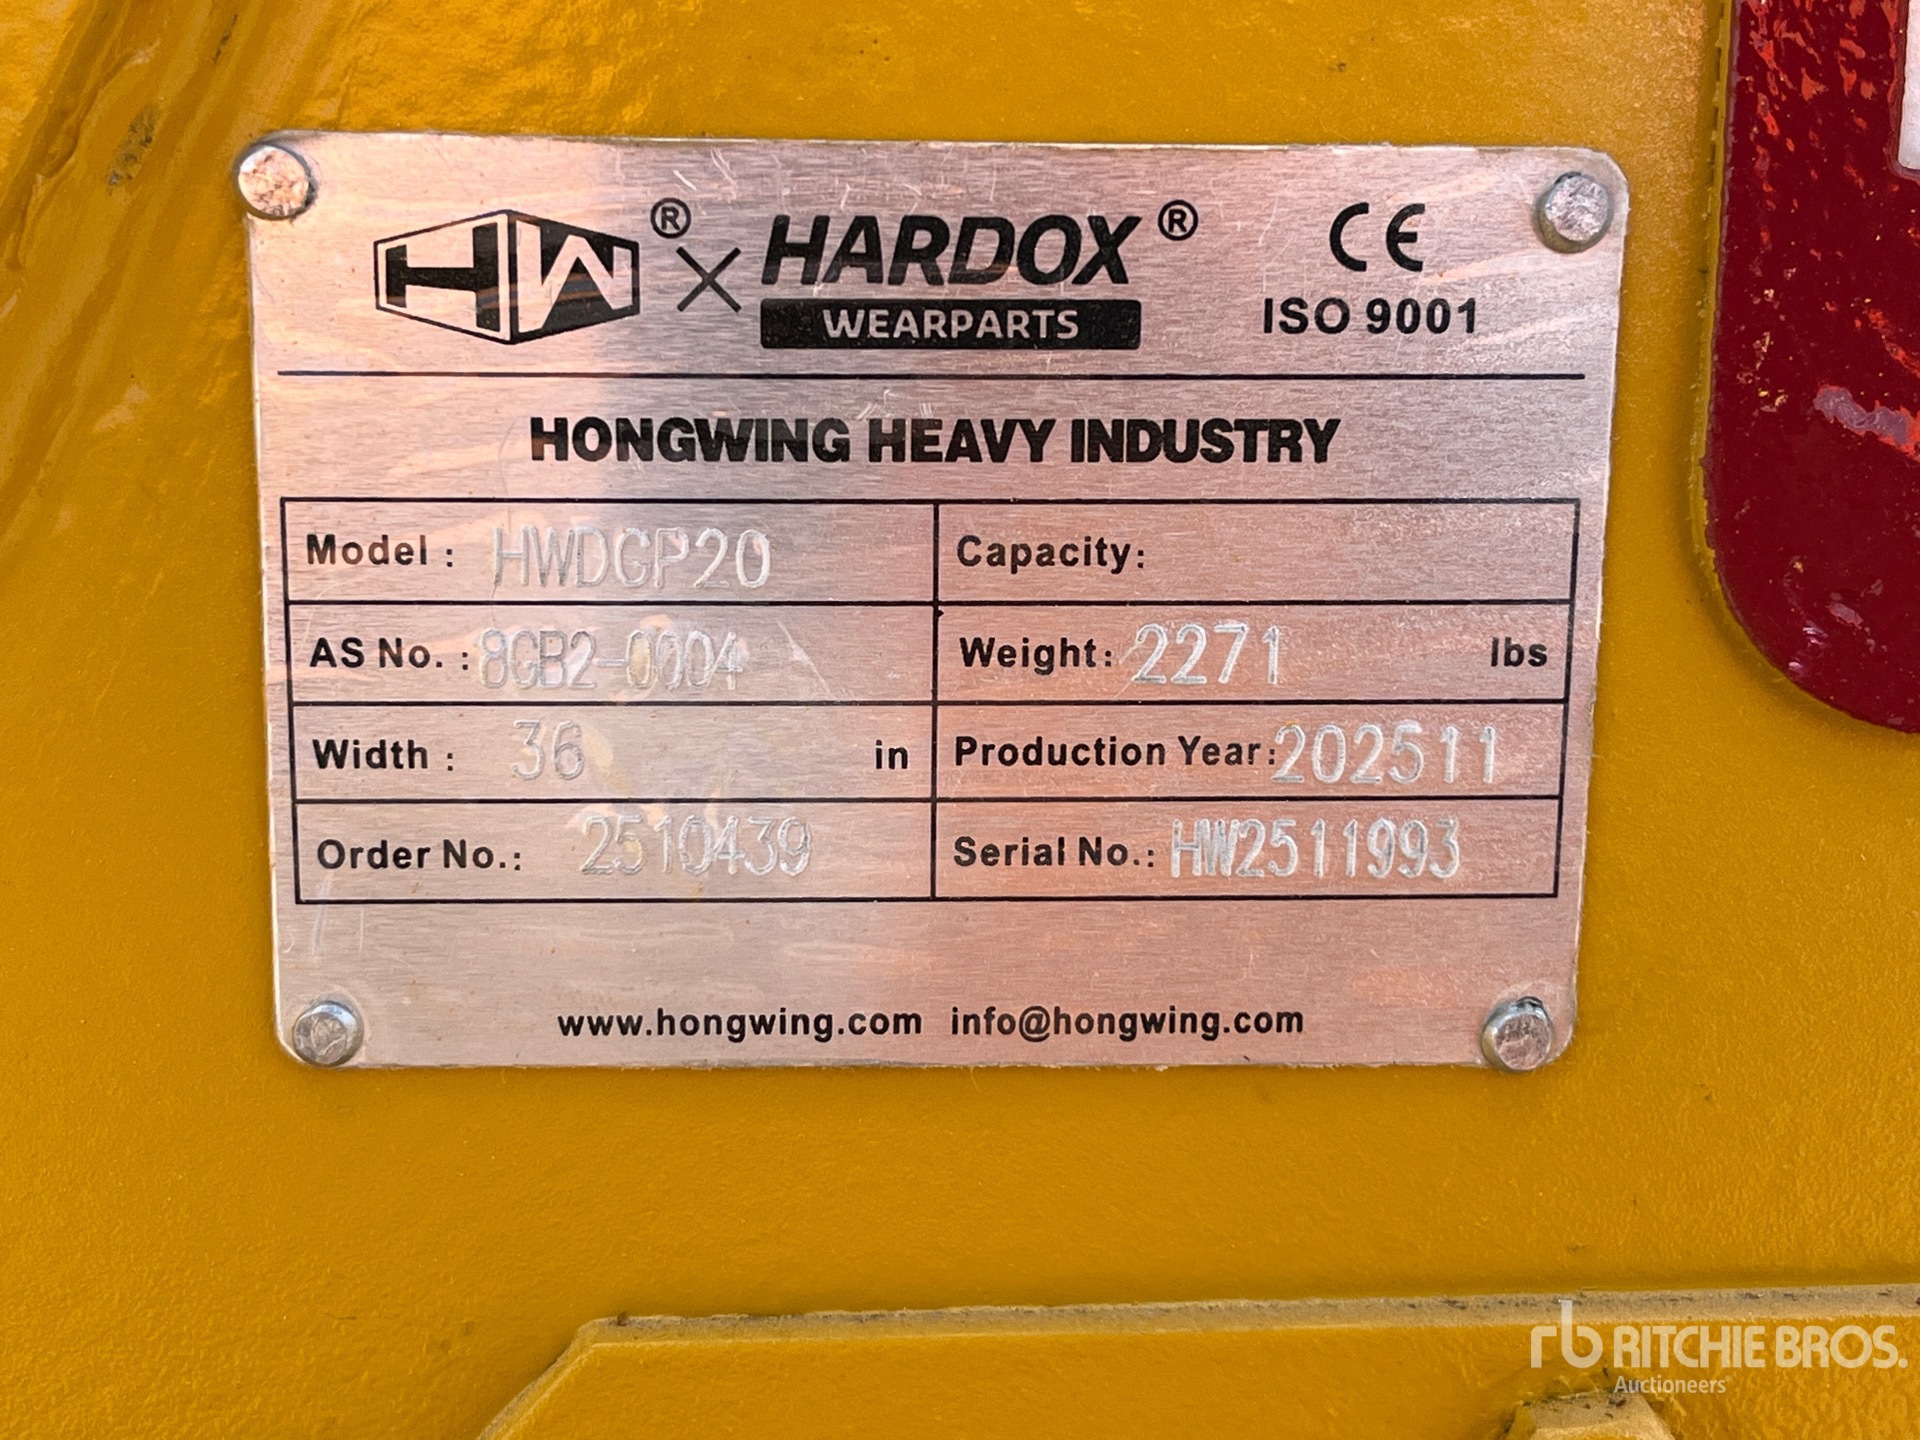 HW® × HARDOX®
WEARPARTS
CE
ISO 9001
HONGWING HEAVY INDUSTRY
Model : HWDGP20
Capacity:
AS No. : 8GB2-0004
Weight: 2271 lbs
Width : 36 in
Production Year: 202511
Order No.: 2510439
Serial No.: HW2511993
www.hongwing.com info@hongwing.com
rb RITCHIE BROS.
Auctioneers